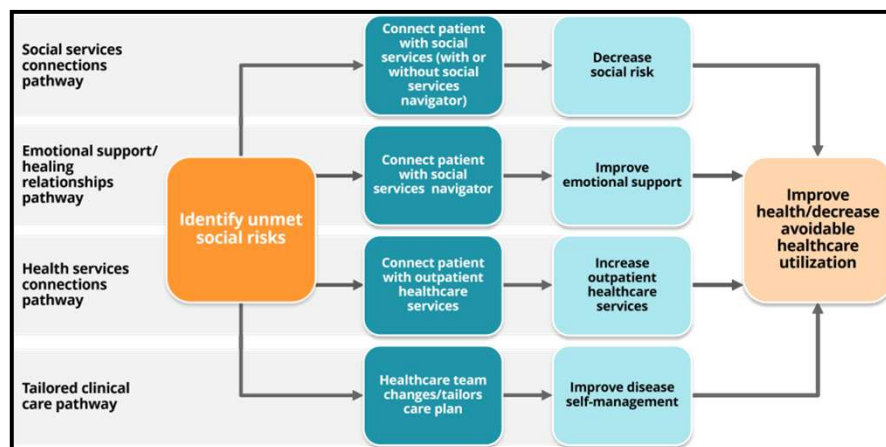 Social services
connections
pathway
Connect patient
with social
services (with or
without social
services
navigator)
Decrease
social risk
Emotional support/
healing
relationships
pathway
Connect patient
with social
services navigator
Improve
emotional support
Identify unmet
social risks
Improve
health/decrease
avoidable
healthcare
utilization
Health services
connections
pathway
Connect patient
with outpatient
healthcare
services
Increase
outpatient
healthcare
services
Tailored clinical
care pathway
Healthcare team
changes/tailors
care plan
Improve disease
self-management